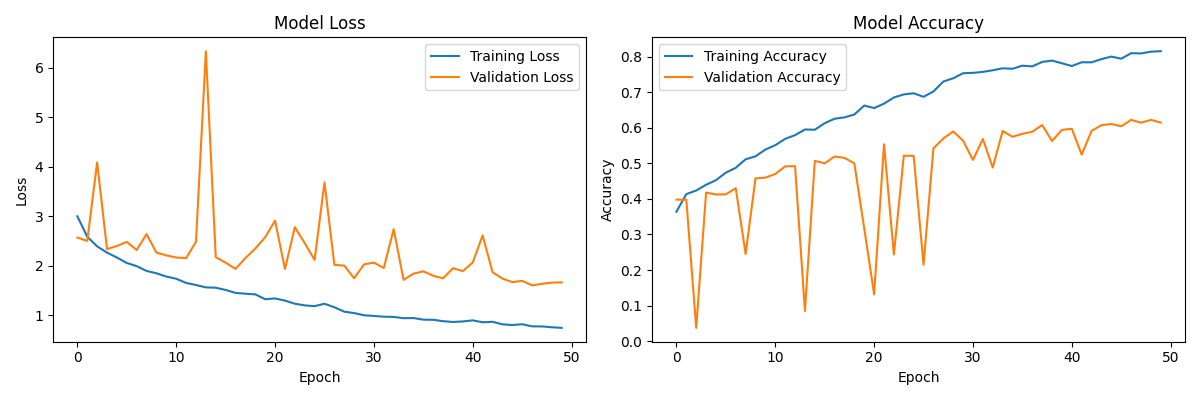 Model Loss
Training Loss
Validation Loss
Loss
6
5
4
3
2
1
0 10 20 30 40 50
Epoch
Model Accuracy
Training Accuracy
Validation Accuracy
Accuracy
0.8
0.7
0.6
0.5
0.4
0.3
0.2
0.1
0.0
0 10 20 30 40 50
Epoch